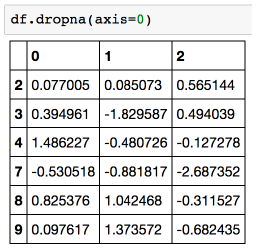 df.dropna(axis=0)
0 1 2
2 0.077005 0.085073 0.565144
3 0.394961 -1.829587 0.494039
4 1.486227 -0.480726 -0.127278
7 -0.530518 -0.881817 -2.687352
8 0.825376 1.042468 -0.311527
9 0.097617 1.373572 -0.682435